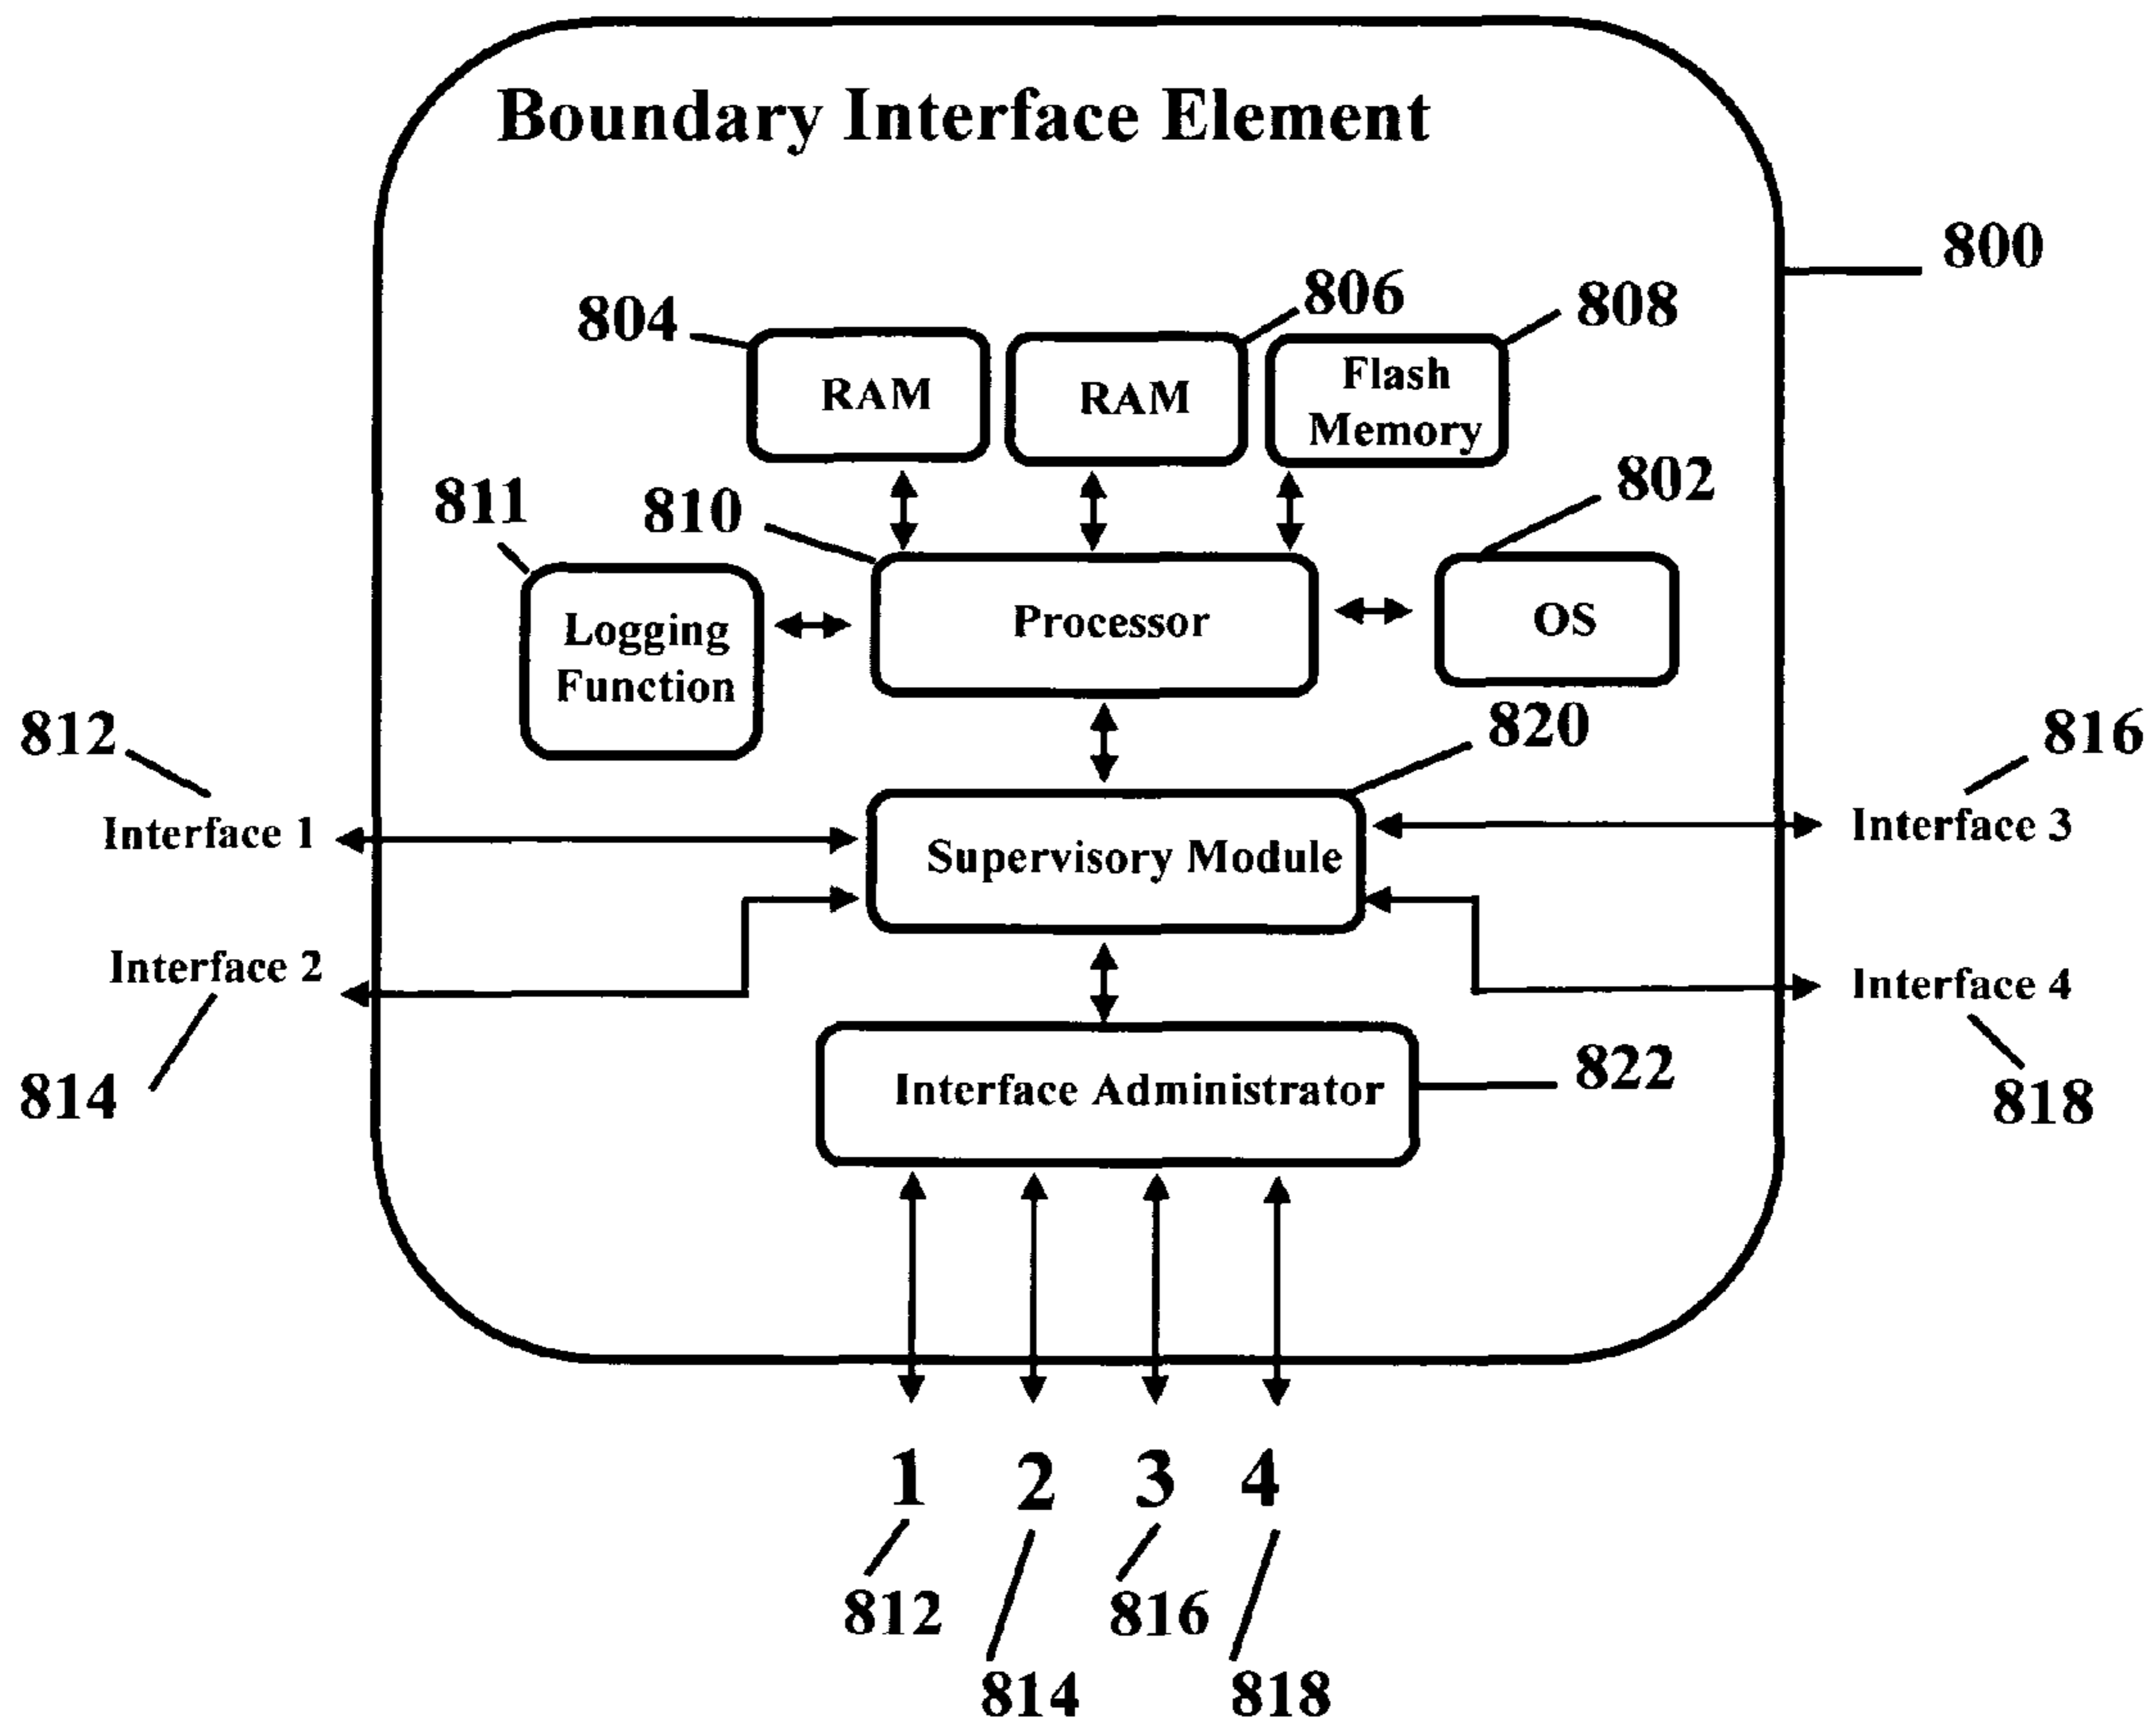 Boundary Interface Element
800
804
806
808
RAM
RAM
Flash
Memory
811
810
802
Logging
Function
Processor
OS
812
820
816
Interface 1
Supervisory Module
Interface 3
Interface 2
Interface 4
814
Interface Administrator
822
818
1 2 3 4
812
816
814
818